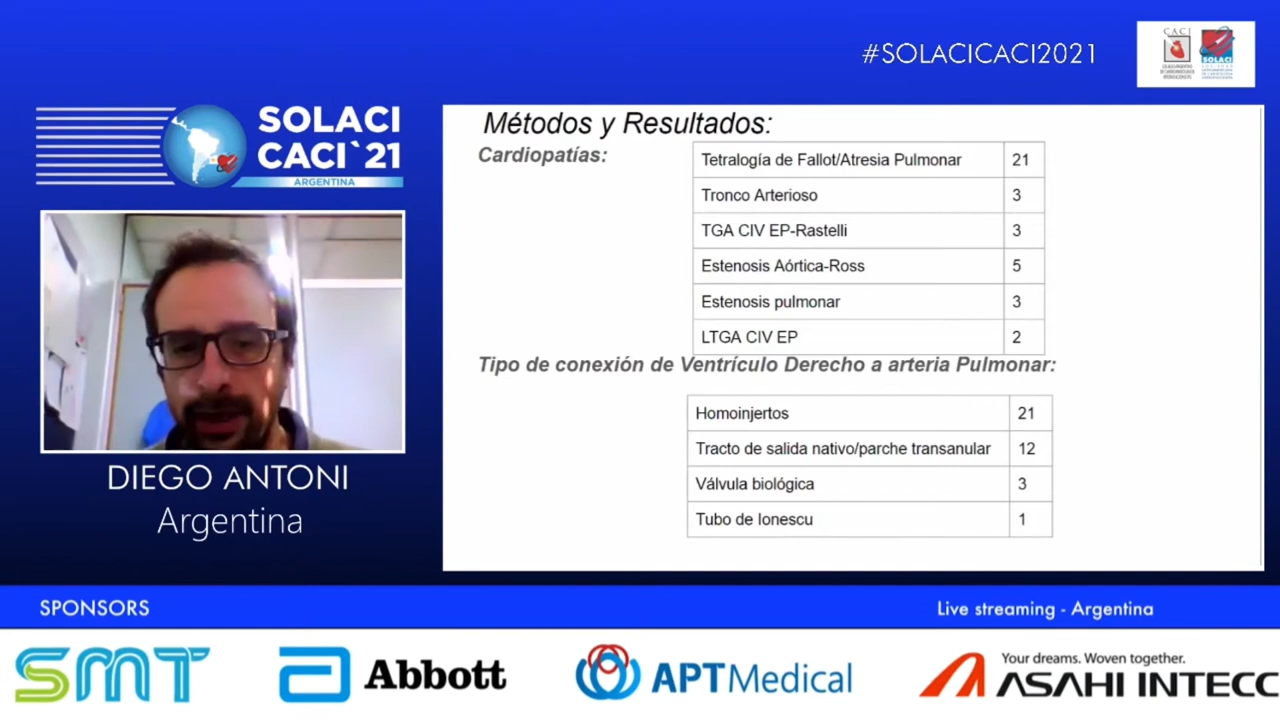 #SOLACICACI2021
CACI
SOLACI
SOLACI
CACI`21
ARGENTINA
DIEGO ANTONI
Argentina
Métodos y Resultados:
Cardiopatías:
Tetralogía de Fallot/Atresia Pulmonar 21
Tronco Arterioso 3
TGA CIV EP-Rastelli 3
Estenosis Aórtica-Ross 5
Estenosis pulmonar 3
LTGA CIV EP 2
Tipo de conexión de Ventrículo Derecho a arteria Pulmonar:
Homoinjertos 21
Tracto de salida nativo/parche transanular 12
Válvula biológica 3
Tubo de Ionescu 1
SPONSORS
Live streaming - Argentina
SMT
Abbott
APTMedical
Your dreams. Woven together.
ASAHI INTECC